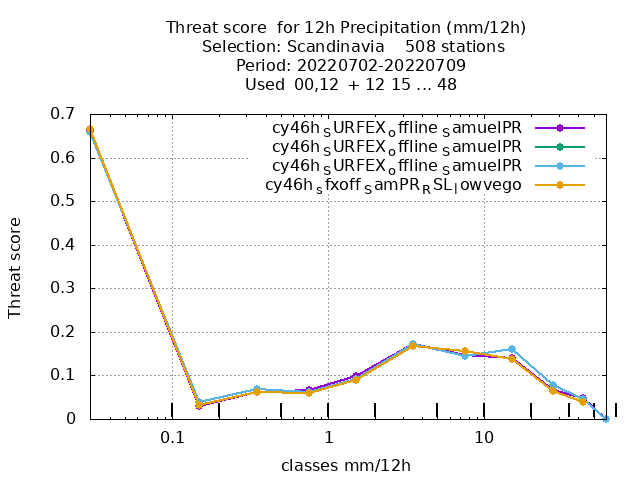 Threat score  for 12h Precipitation (mm/12h)
Selection: Scandinavia    508 stations
Period: 20220702-20220709
Used  00,12  + 12 15 ... 48
cy46h_SURFEX_offline_SamuelPR
cy46h_SURFEX_offline_SamuelPR
cy46h_SURFEX_offline_SamuelPR
cy46h_sfxoff_SamPR_RSL_lowvego
Threat score
0.7
0.6
0.5
0.4
0.3
0.2
0.1
0
0.1 1 10
classes mm/12h